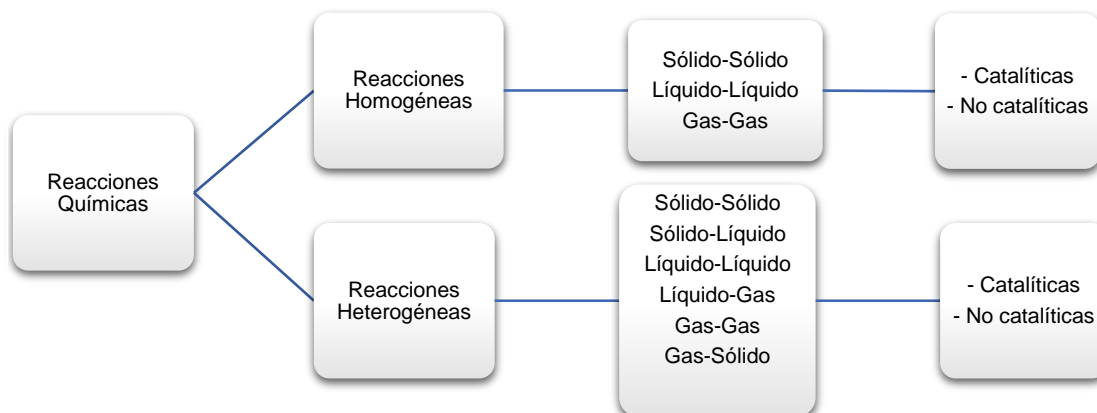 Reacciones
Químicas
Reacciones
Homogéneas
Sólido-Sólido
Líquido-Líquido
Gas-Gas
- Catalíticas
- No catalíticas
Reacciones
Heterogéneas
Sólido-Sólido
Sólido-Líquido
Líquido-Líquido
Líquido-Gas
Gas-Gas
Gas-Sólido
- Catalíticas
- No catalíticas